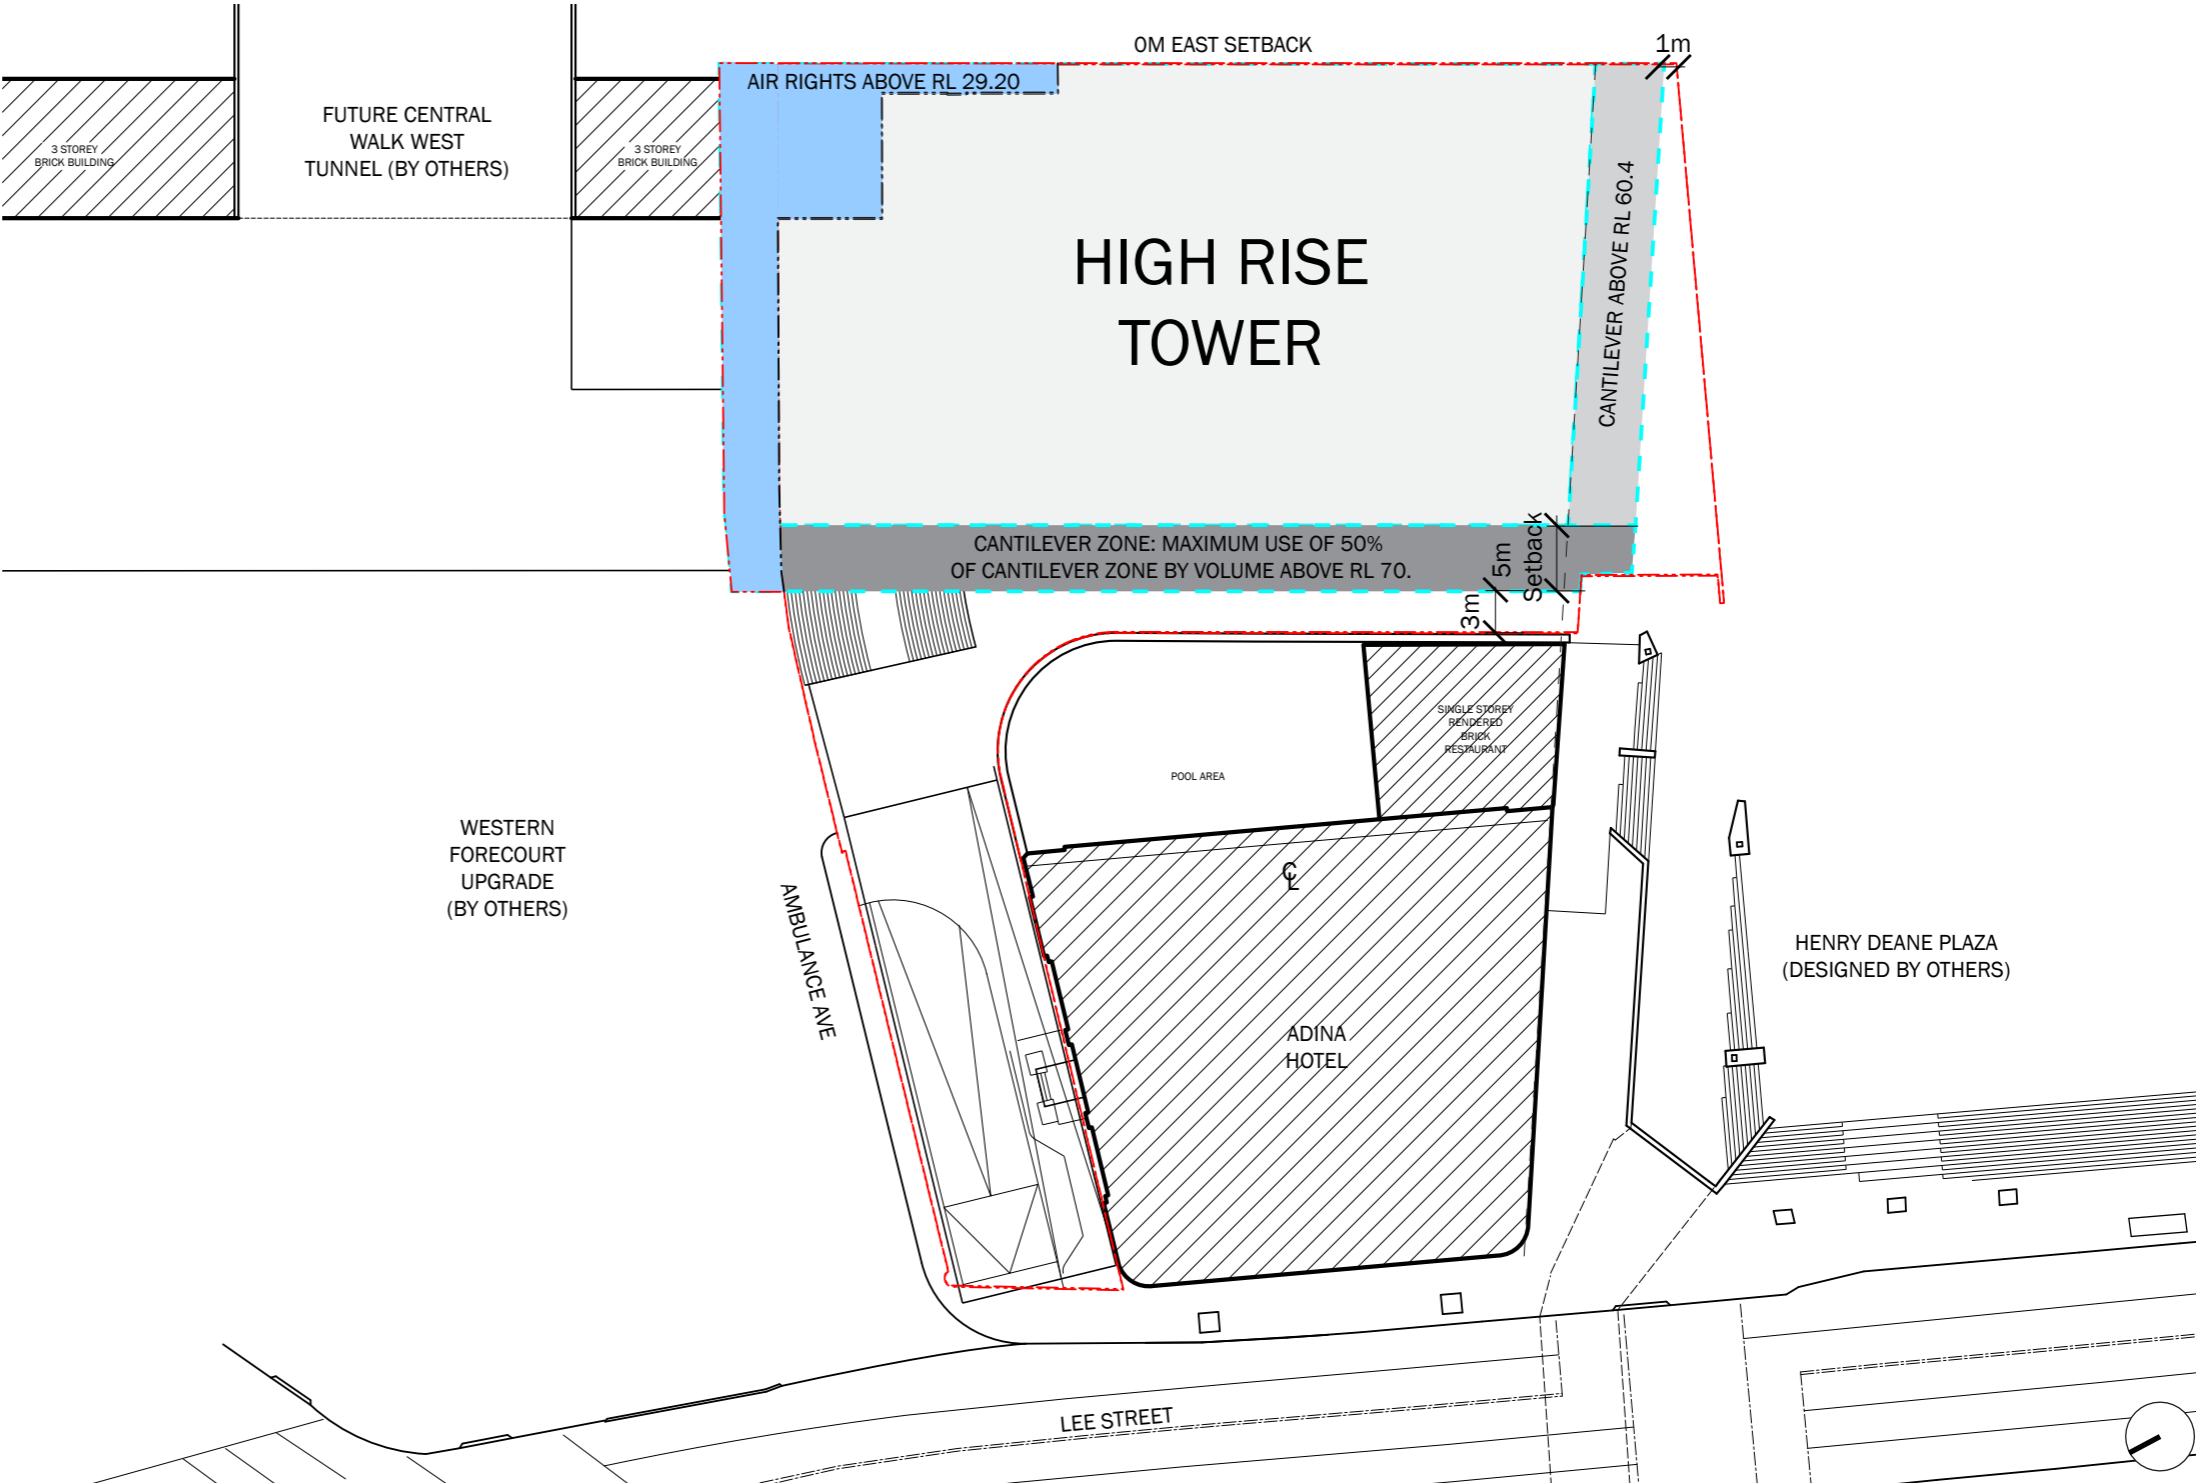 0M EAST SETBACK
1m
AIR RIGHTS ABOVE RL 29.20
FUTURE CENTRAL
WALK WEST
TUNNEL (BY OTHERS)
3 STOREY
BRICK BUILDING
3 STOREY
BRICK BUILDING
HIGH RISE
TOWER
CANTILEVER ABOVE RL 60.4
CANTILEVER ZONE: MAXIMUM USE OF 50%
OF CANTILEVER ZONE BY VOLUME ABOVE RL 70.
5m
Setback
3m
SINGLE STOREY
RENDERED
BRICK
RESTAURANT
POOL AREA
WESTERN
FORECOURT
UPGRADE
(BY OTHERS)
AMBULANCE AVE
℄
HENRY DEANE PLAZA
(DESIGNED BY OTHERS)
ADINA
HOTEL
LEE STREET